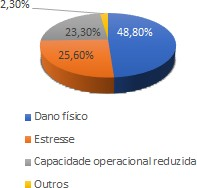 2,30%
23,30%
48,80%
25,60%
Dano físico
Estresse
Capacidade operacional reduzida
Outros